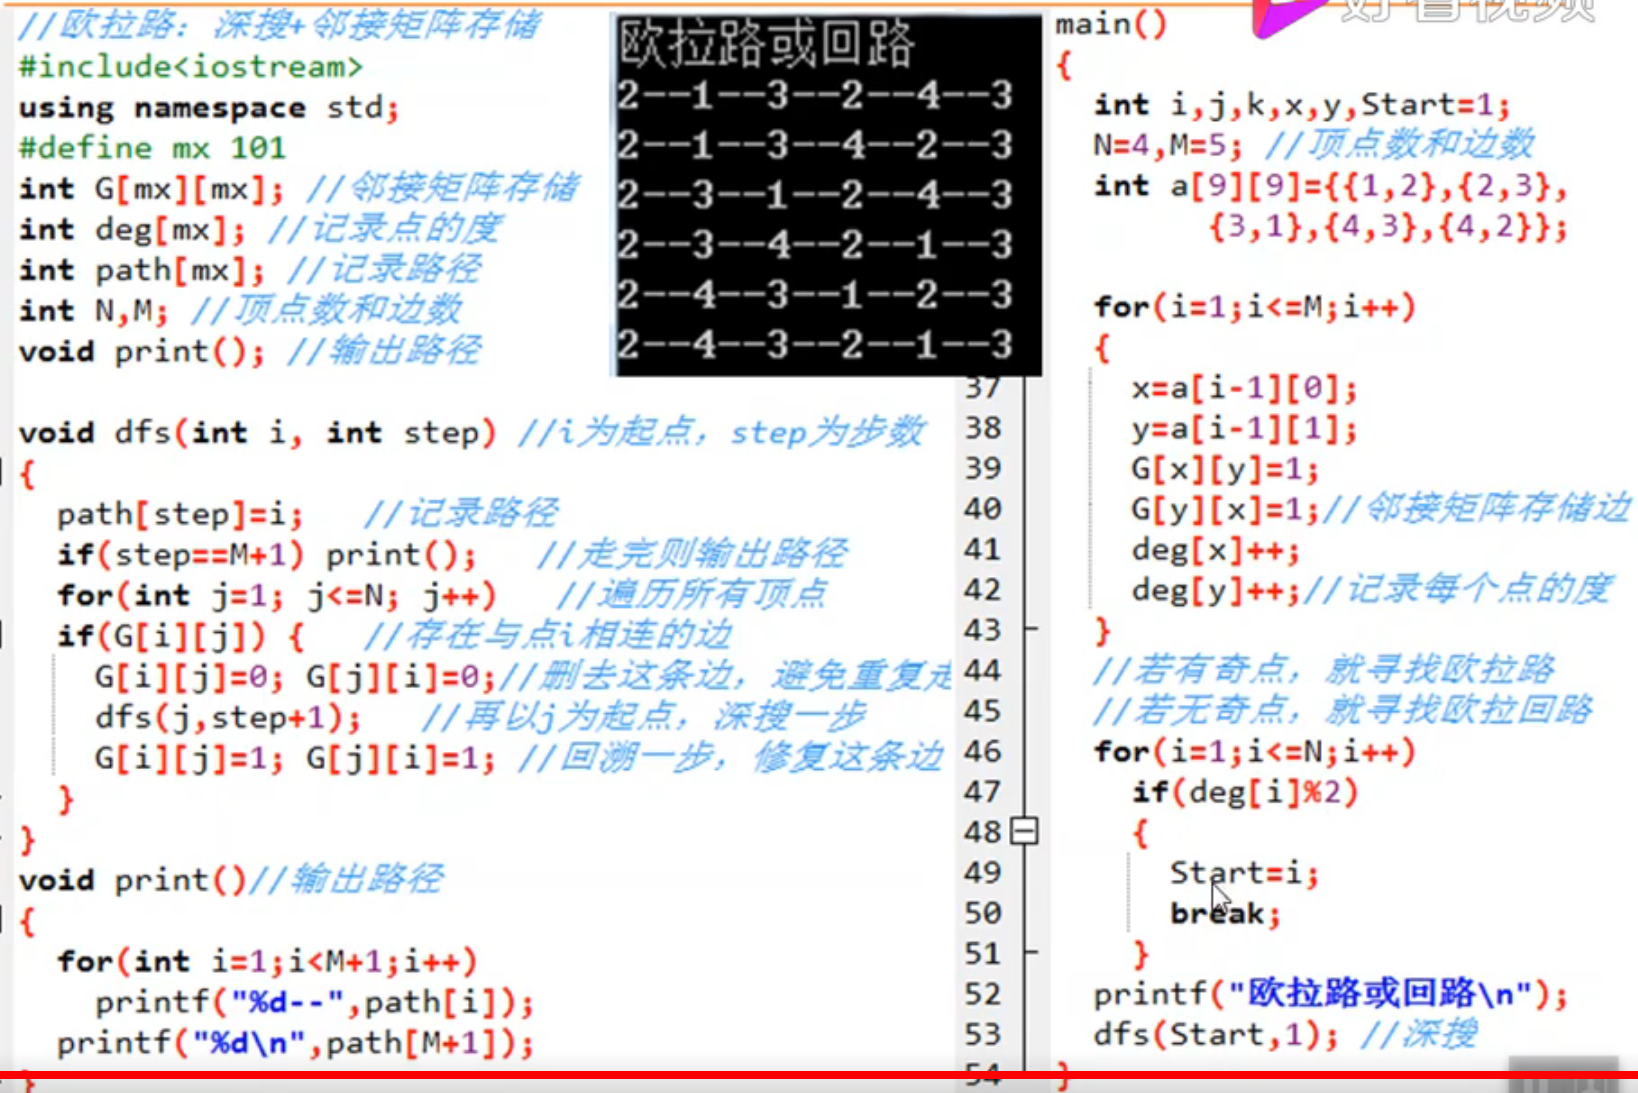 //欧拉路：深搜+邻接矩阵存储
#include<iostream>
using namespace std;
#define mx 101
int G[mx][mx]; //邻接矩阵存储
int deg[mx]; //记录点的度
int path[mx]; //记录路径
int N,M; //顶点数和边数
void print(); //输出路径
void dfs(int i, int step) //i为起点，step为步数
{
path[step]=i; //记录路径
if(step==M+1) print(); //走完则输出路径
for(int j=1; j<=N; j++) //遍历所有顶点
if(G[i][j]) { //存在与点i相连的边
G[i][j]=0; G[j][i]=0;//删去这条边，避免重复走
dfs(j,step+1); //再以j为起点，深搜一步
G[i][j]=1; G[j][i]=1; //回溯一步，修复这条边
}
}
void print()//输出路径
{
for(int i=1;i<M+1;i++)
printf("%d--",path[i]);
printf("%d\n",path[M+1]);
}
欧拉路或回路
2--1--3--2--4--3
2--1--3--4--2--3
2--3--1--2--4--3
2--3--4--2--1--3
2--4--3--1--2--3
2--4--3--2--1--3
好看视频
main()
{
int i,j,k,x,y,Start=1;
N=4,M=5; //顶点数和边数
int a[9][9]={{1,2},{2,3},
{3,1},{4,3},{4,2}};
for(i=1;i<=M;i++)
{
37 x=a[i-1][0];
38 y=a[i-1][1];
39 G[x][y]=1;
40 G[y][x]=1;//邻接矩阵存储边
41 deg[x]++;
42 deg[y]++;//记录每个点的度
43 }
44 //若有奇点，就寻找欧拉路
45 //若无奇点，就寻找欧拉回路
46 for(i=1;i<=N;i++)
47 if(deg[i]%2)
48 {
49 Start=i;
50 break;
51 }
52 printf("欧拉路或回路\n");
53 dfs(Start,1); //深搜
54 }